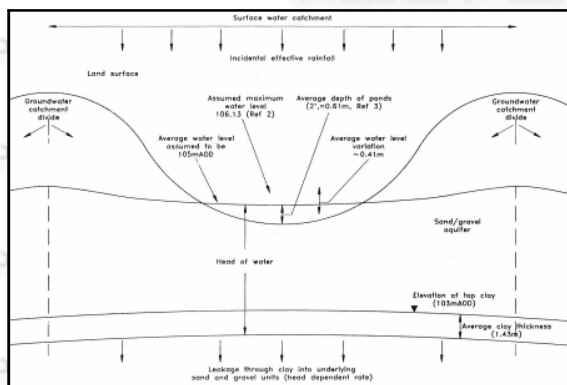 Surface water catchment
Incidental effective rainfall
Land surface
Groundwater
catchment
divide
Assumed maximum
water level
106.13 (Ref 2)
Average depth of ponds
(2',=0.61m, Ref 3)
Groundwater
catchment
divide
Average water level
assumed to be
105mAOD
Average water level
variation
~0.41m
Sand/gravel
aquifer
Head of water
Elevation of top clay
(103mAOD)
Average clay thickness
(1.43m)
Leakage through clay into underlying
sand and gravel units (head dependent rate)